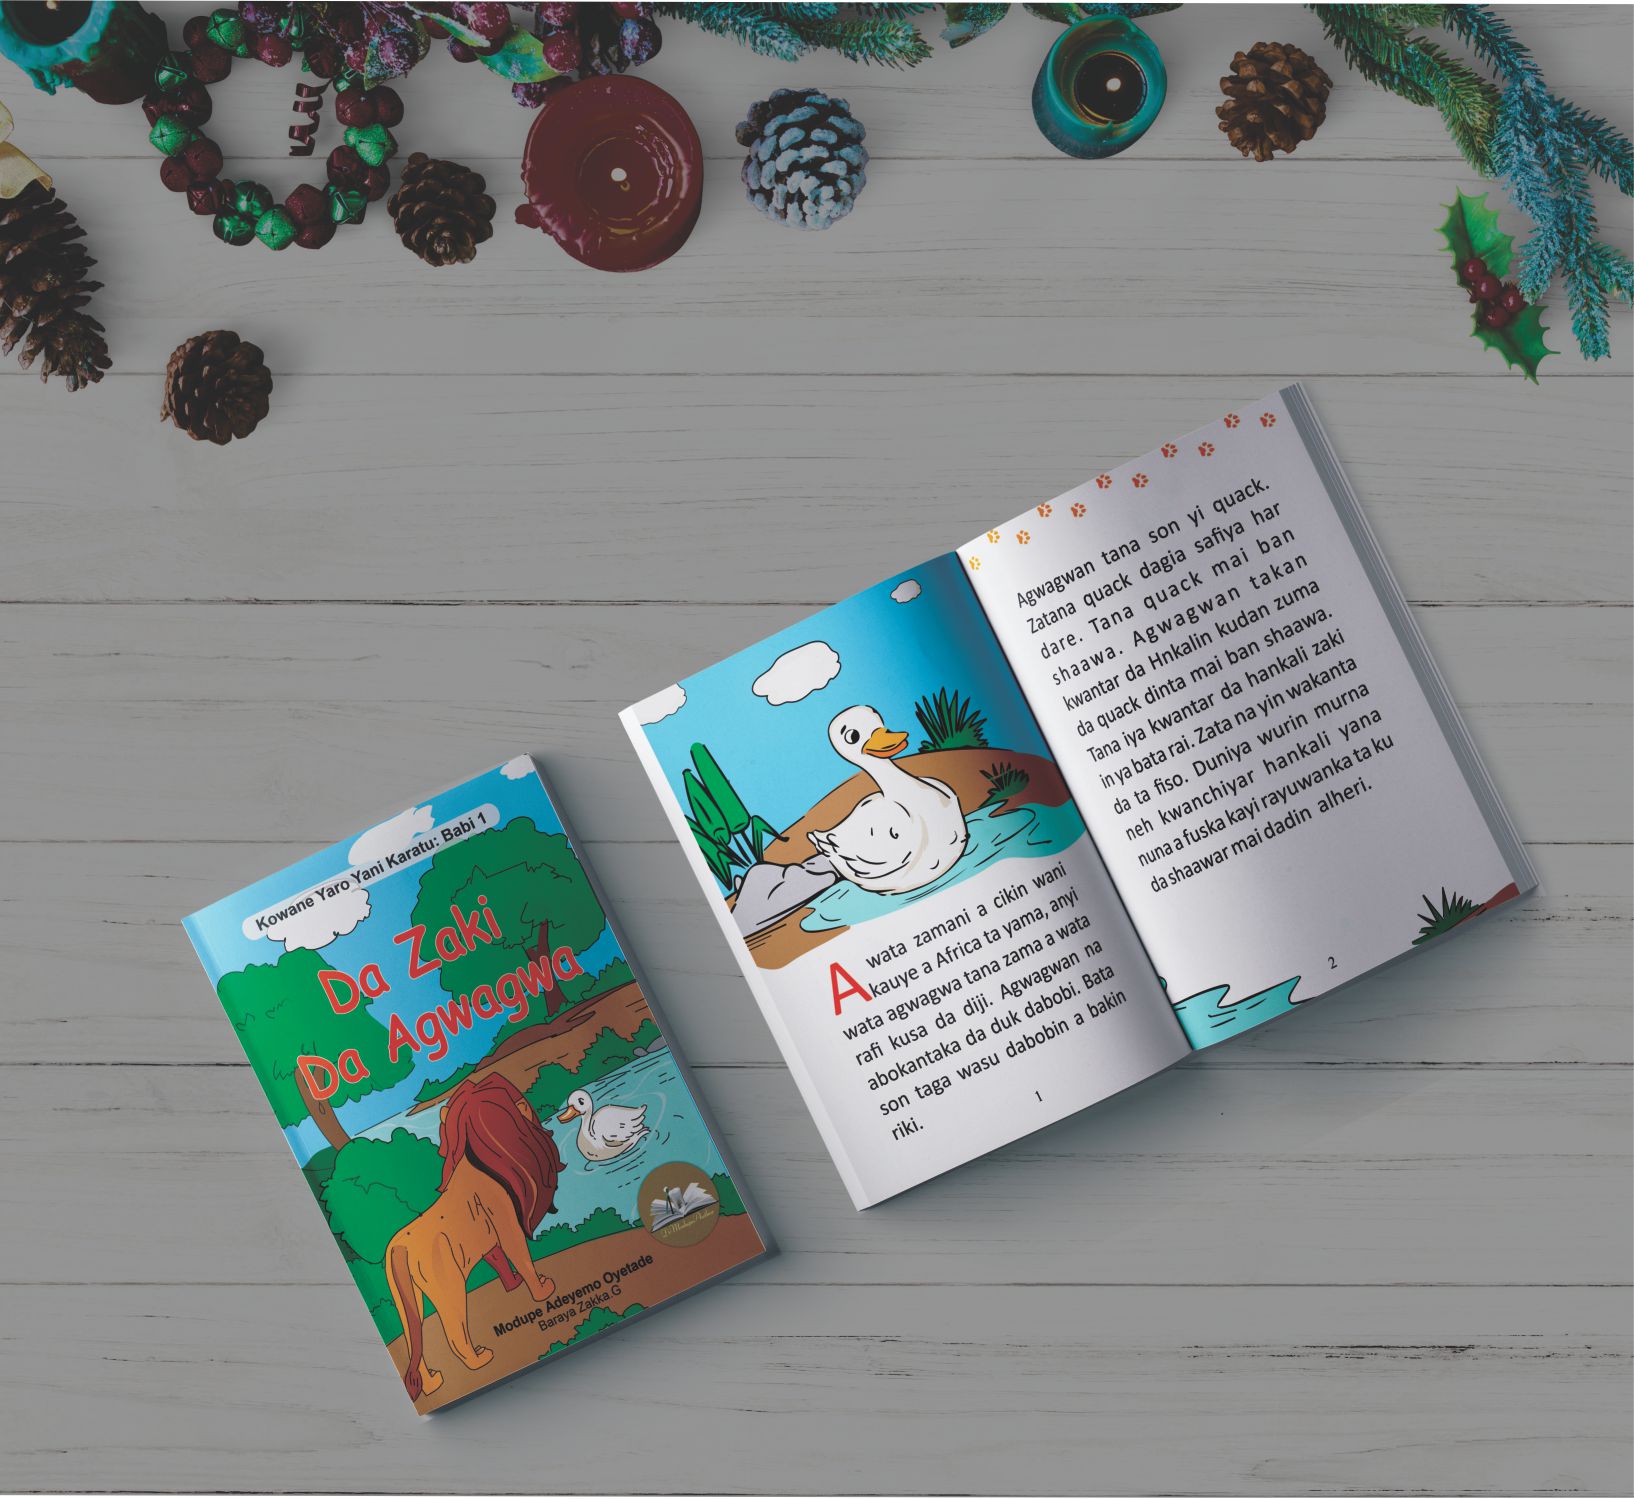 Kowane Yaro Yani Karatu: Babi 1
Da Zaki
Da Agwagwa
Modupe Adeyemo Oyetade
Baraya Zakka.G
A wata zamani a cikin wani
kauye a Africa ta yama, anyi
wata agwagwa tana zama a wata
rafi kusa da diji. Agwagwan na
abokantaka da duk dabobi. Bata
son taga wasu dabobin a bakin
riki.
1
Agwagwan tana son yi quack.
Zatana quack dagia safiya har
dare. Tana quack mai ban
shaawa. Agwagwan takan
kwantar da Hnkalin kudan zuma
da quack dinta mai ban shaawa.
Tana iya kwantar da hankali zaki
in ya bata rai. Zata na yin wakanta
da ta fiso. Duniya wurin murna
neh kwanchiyar hankali yana
nuna a fuska kayi rayuwanka ta ku
da shaawar mai dadin alheri.
2